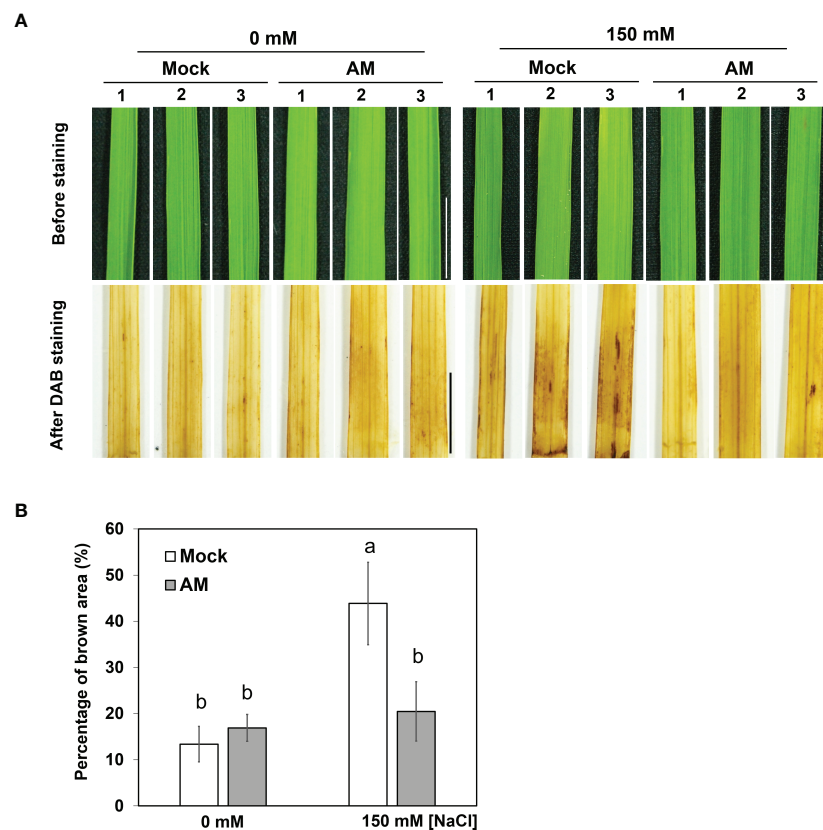 A
0 mM
150 mM
Mock
AM
Mock
AM
1 2 3 1 2 3 1 2 3 1 2 3
Before staining
After DAB staining
B
Percentage of brown area (%)
60
50
40
30
20
10
0
Mock
AM
b
b
a
b
0 mM
150 mM [NaCl]